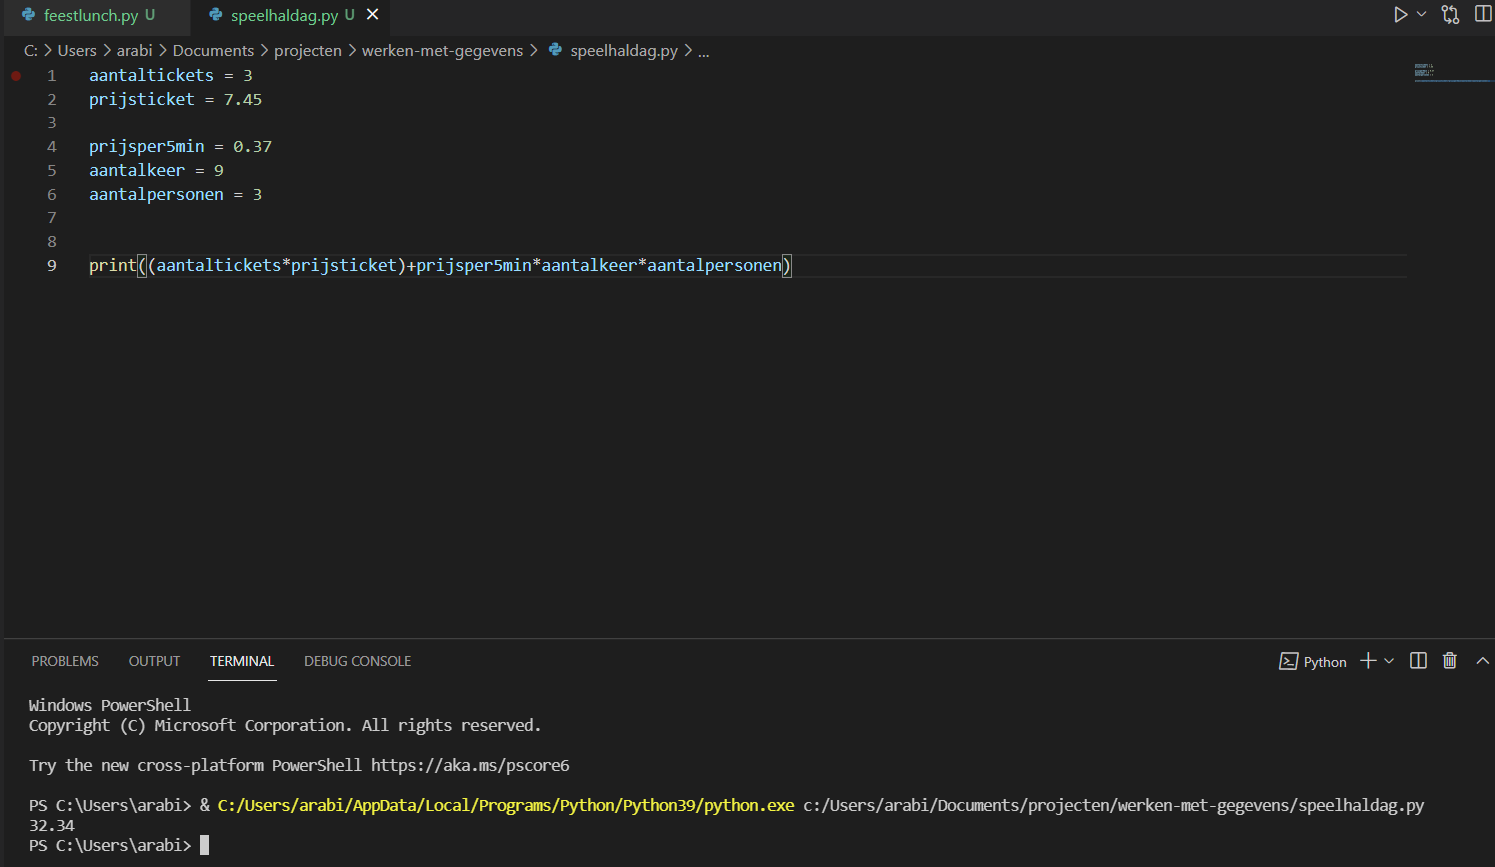 feestlunch.py U speelhaldag.py U
C: > Users > arabi > Documents > projecten > werken-met-gegevens > speelhaldag.py > ...
1 aantaltickets = 3
2 prijsticket = 7.45
3
4 prijsper5min = 0.37
5 aantalkeer = 9
6 aantalpersonen = 3
7
8
9 print((aantaltickets*prijsticket)+prijsper5min*aantalkeer*aantalpersonen)
PROBLEMS OUTPUT TERMINAL DEBUG CONSOLE Python
Windows PowerShell
Copyright (C) Microsoft Corporation. All rights reserved.
Try the new cross-platform PowerShell https://aka.ms/pscore6
PS C:\Users\arabi> & C:/Users/arabi/AppData/Local/Programs/Python/Python39/python.exe c:/Users/arabi/Documents/projecten/werken-met-gegevens/speelhaldag.py
32.34
PS C:\Users\arabi>